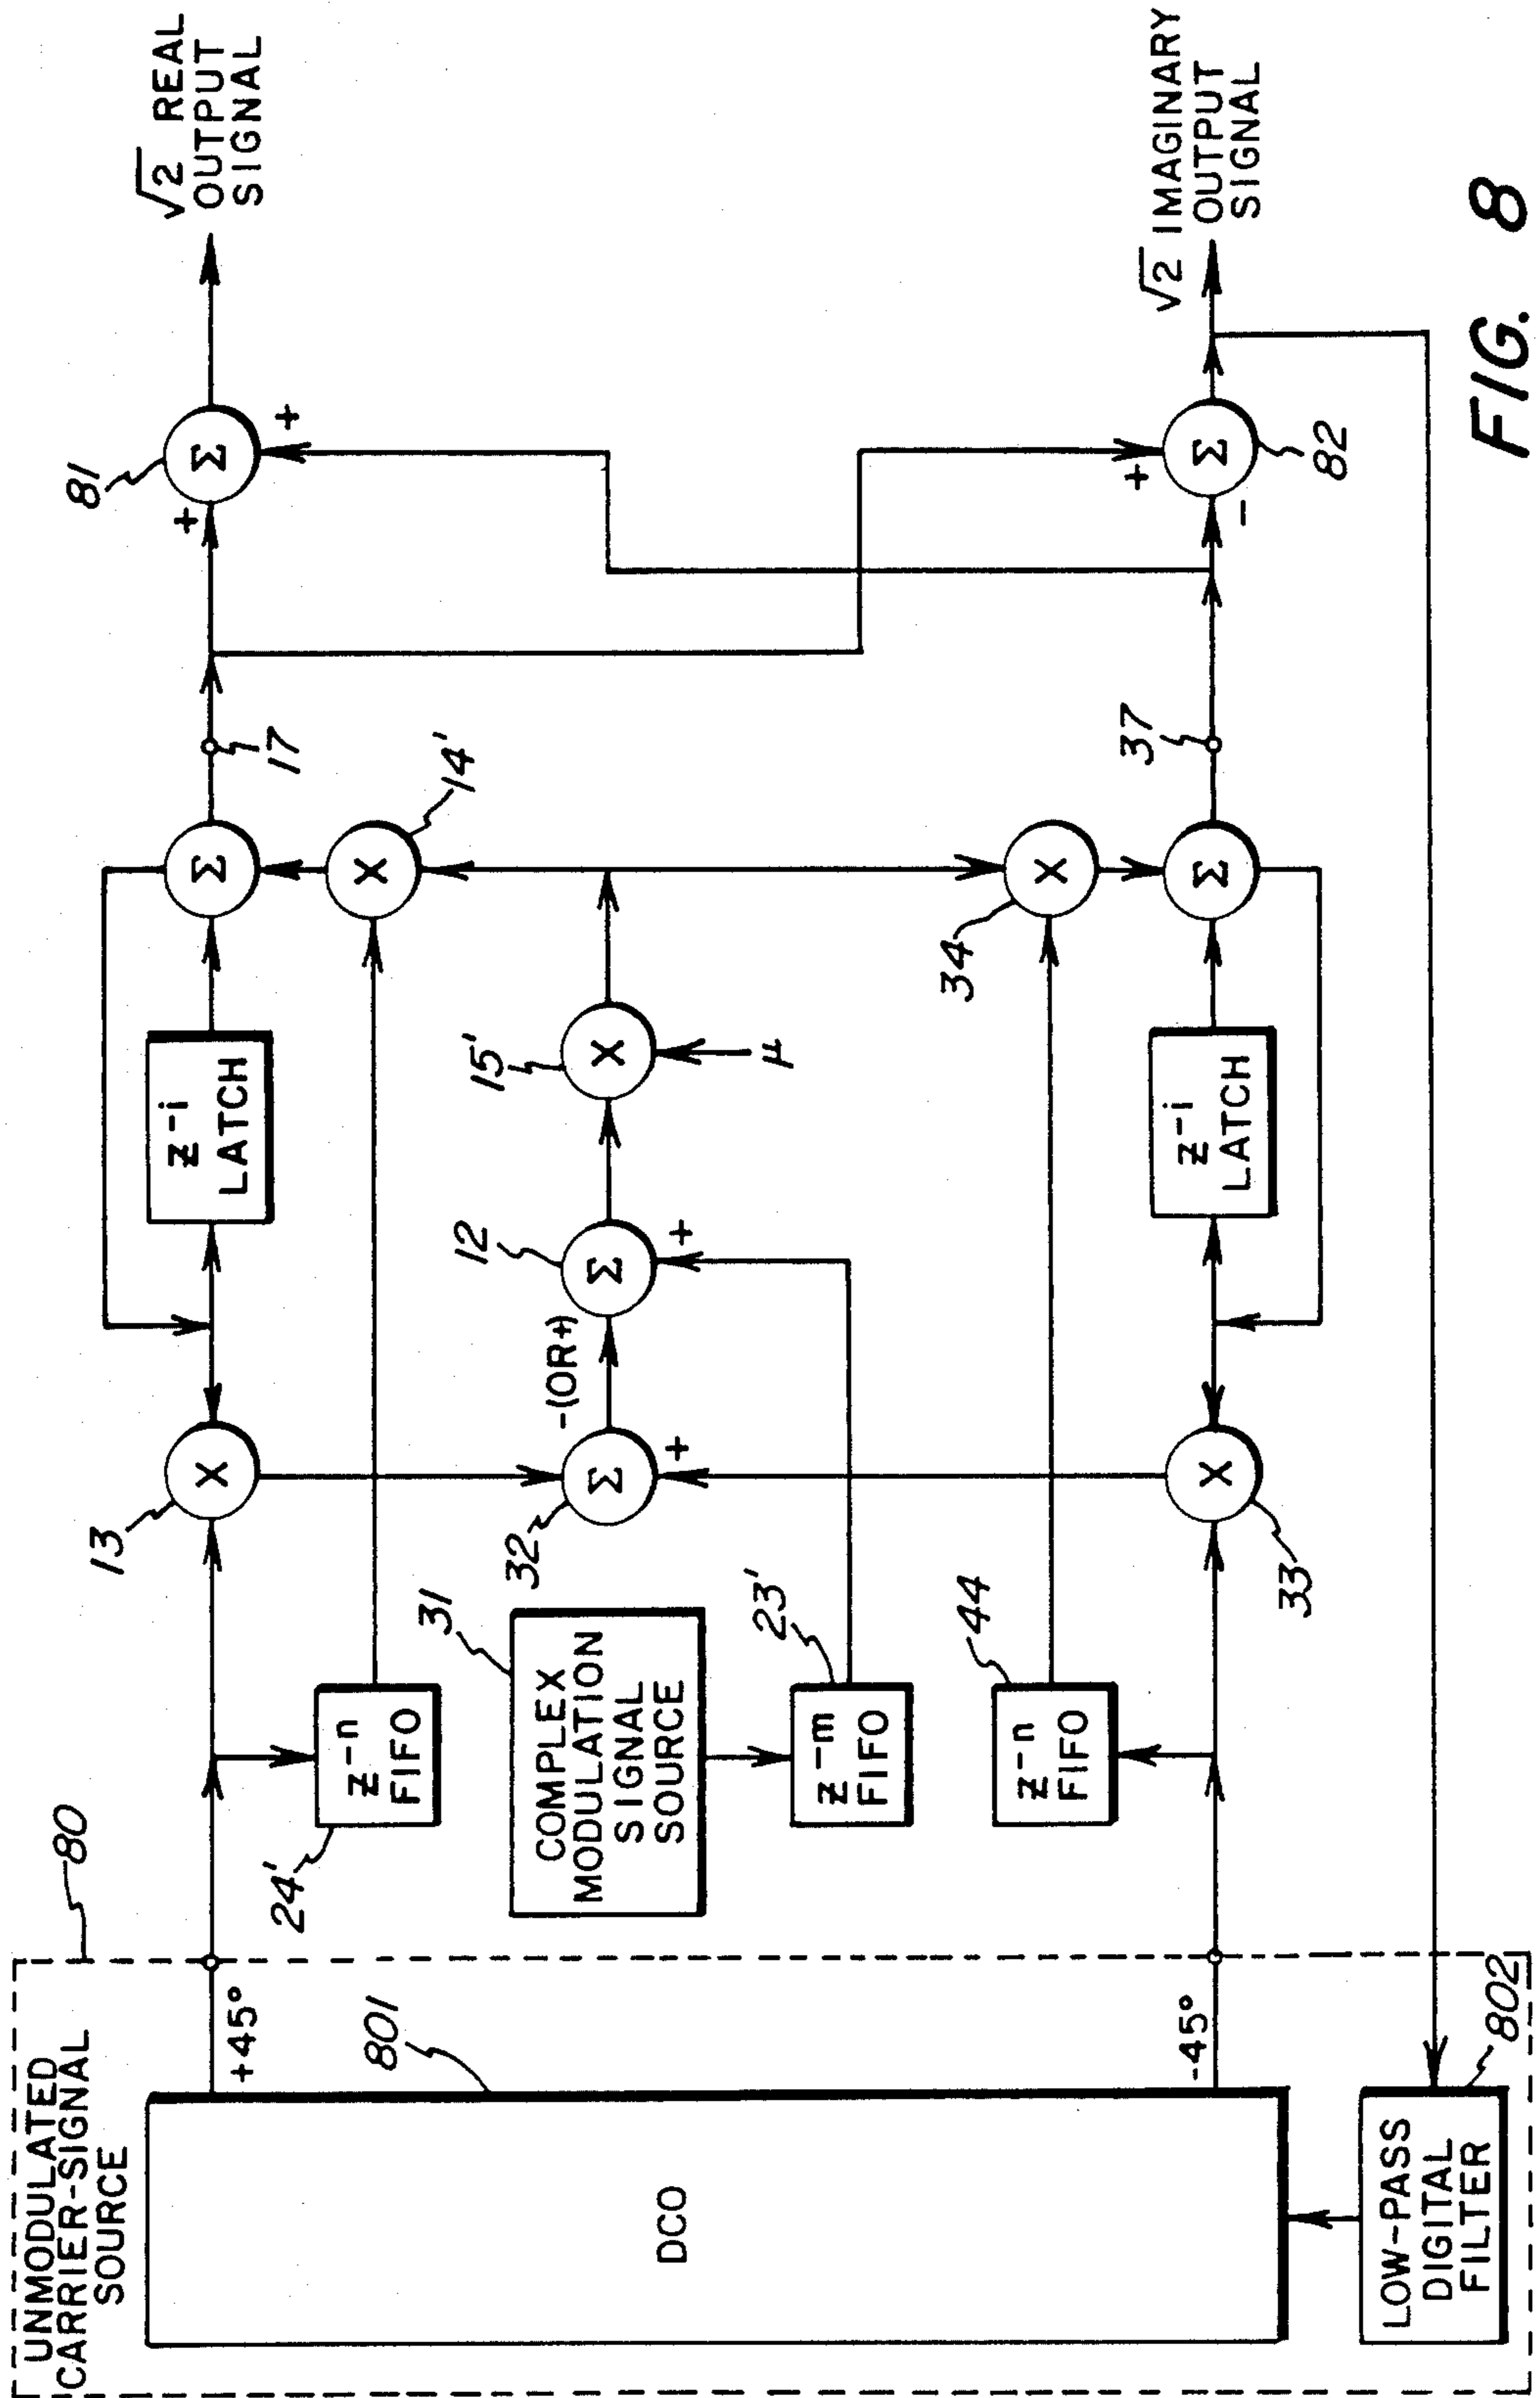 UNMODULATED
CARRIER-SIGNAL
SOURCE
80
DCO
801
+45°
-45°
LOW-PASS
DIGITAL
FILTER
802
z⁻ⁿ
FIFO
24'
COMPLEX
MODULATION
SIGNAL
SOURCE
31
z⁻ᵐ
FIFO
23'
z⁻ⁿ
FIFO
44
X
13
Σ
32
+
-(OR+)
X
33
Σ
12
+
X
15'
μ
z⁻ⁱ
LATCH
z⁻ⁱ
LATCH
Σ
X
14'
X
34
Σ
17
37
Σ
81
+
+
Σ
82
+
-
√2 REAL
OUTPUT
SIGNAL
√2 IMAGINARY
OUTPUT
SIGNAL
FIG. 8